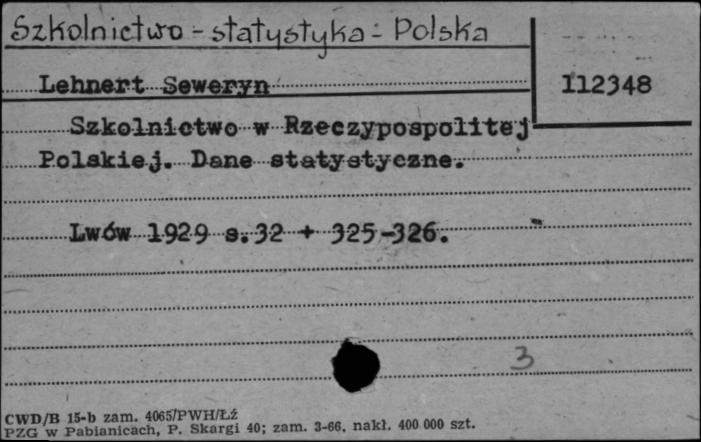 Szkolnictwo - statystyka - Polska
Lehnert Seweryn
I12348
Szkolnictwo w Rzeczypospolitej
Polskiej. Dane statystyczne.
Lwów 1929 s.32 + 325-326.
3
CWD/B 15-b zam. 4065/PWH/Łź
PZG w Pabianicach, P. Skargi 40; zam. 3-66, nakł. 400 000 szt.